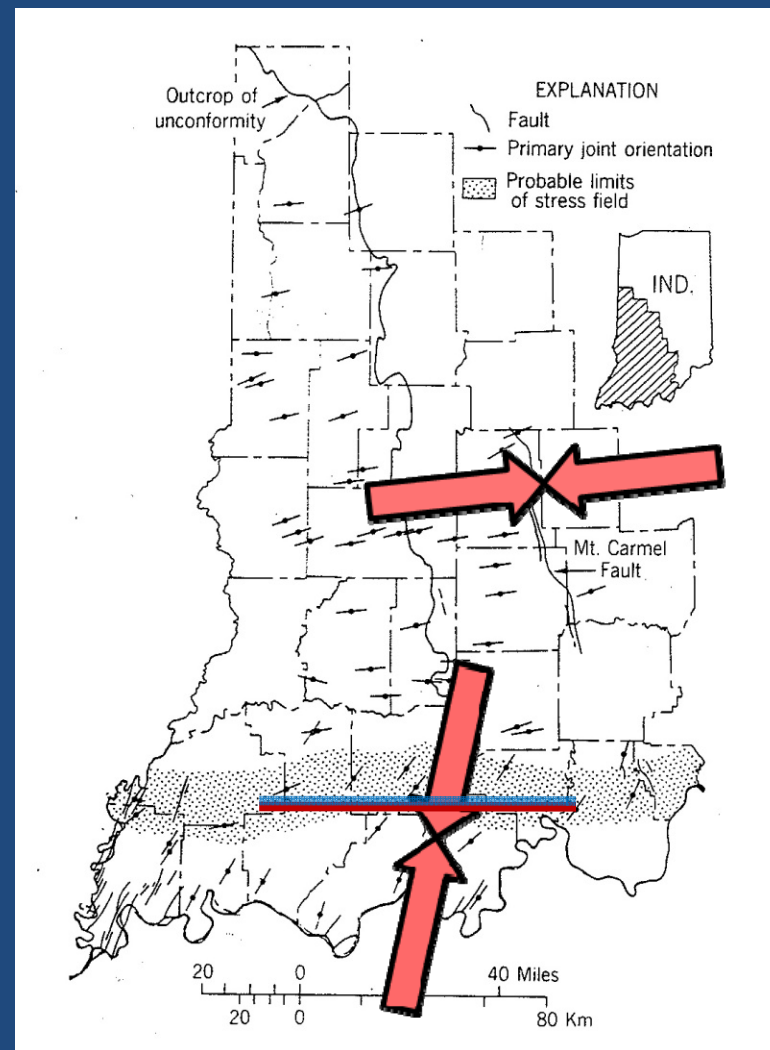 EXPLANATION
Outcrop of
unconformity
Fault
Primary joint orientation
Probable limits
of stress field
IND.
Mt. Carmel
Fault
20 0 40 Miles
20 0 80 Km